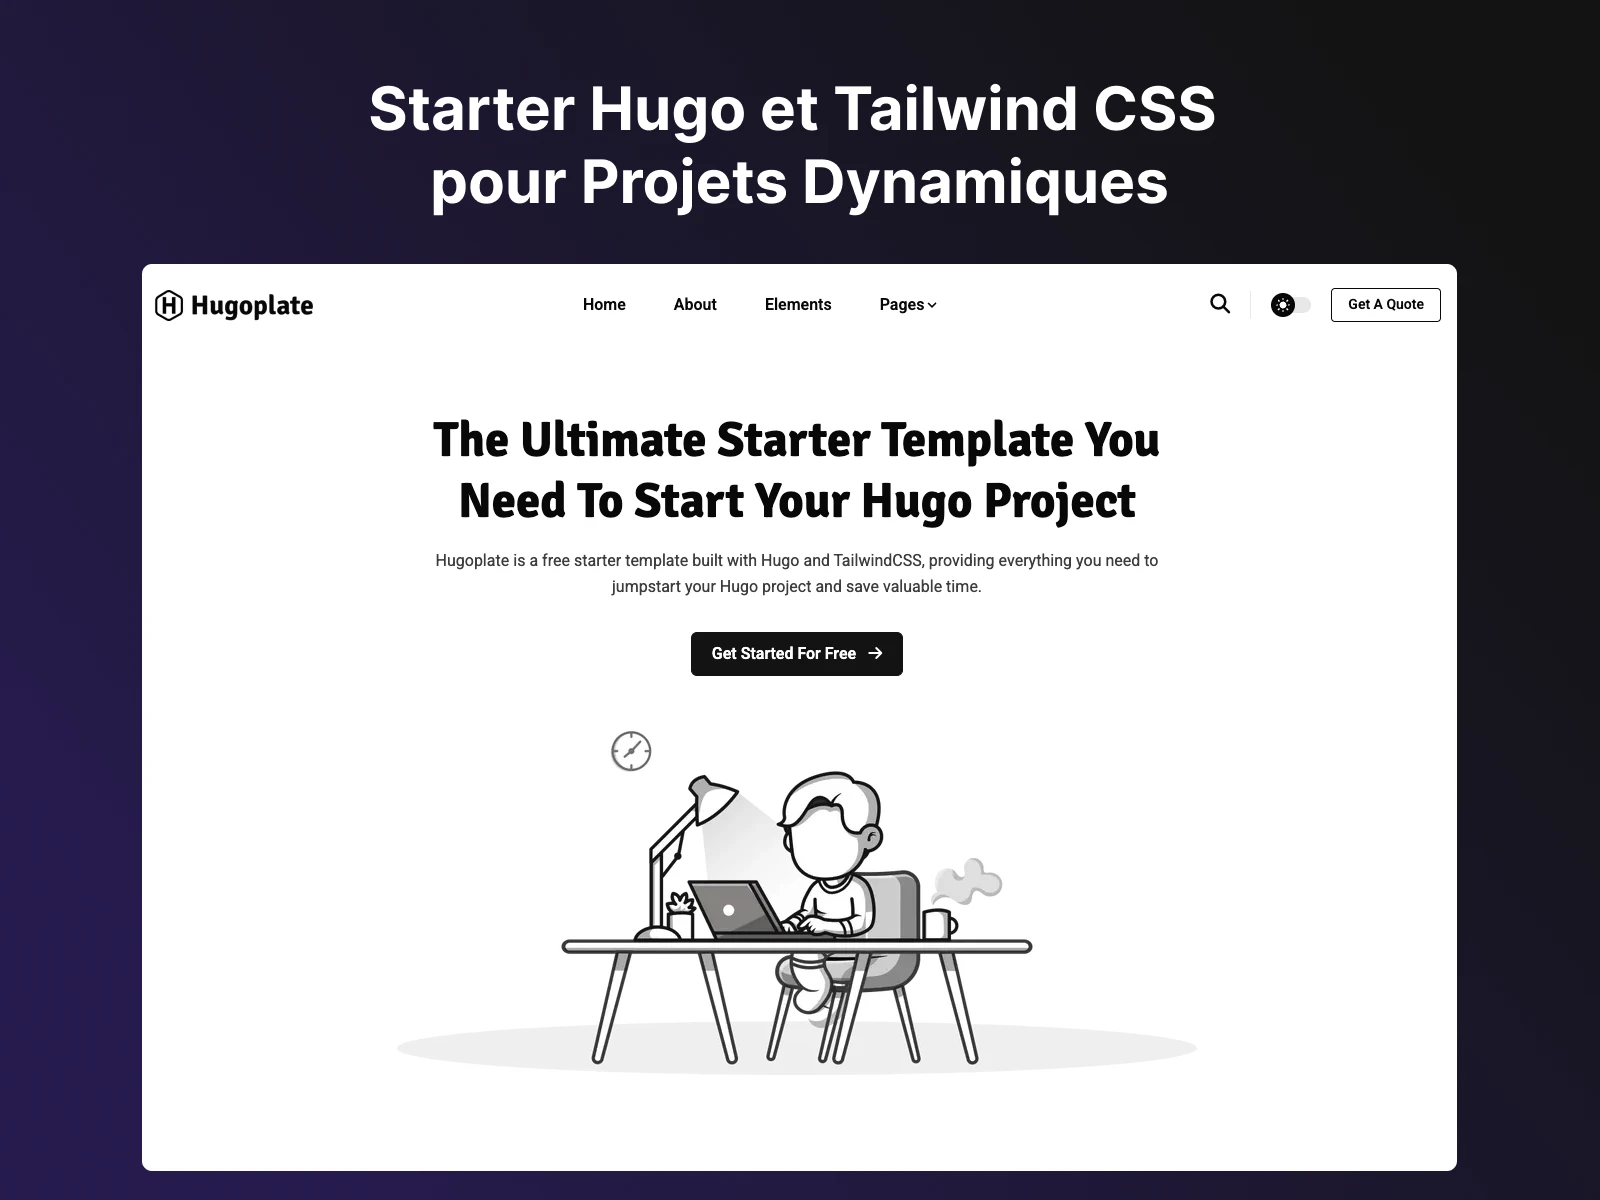 Starter Hugo et Tailwind CSS
pour Projets Dynamiques
Hugoplate
Home About Elements Pages
Get A Quote
The Ultimate Starter Template You
Need To Start Your Hugo Project
Hugoplate is a free starter template built with Hugo and TailwindCSS, providing everything you need to
jumpstart your Hugo project and save valuable time.
Get Started For Free